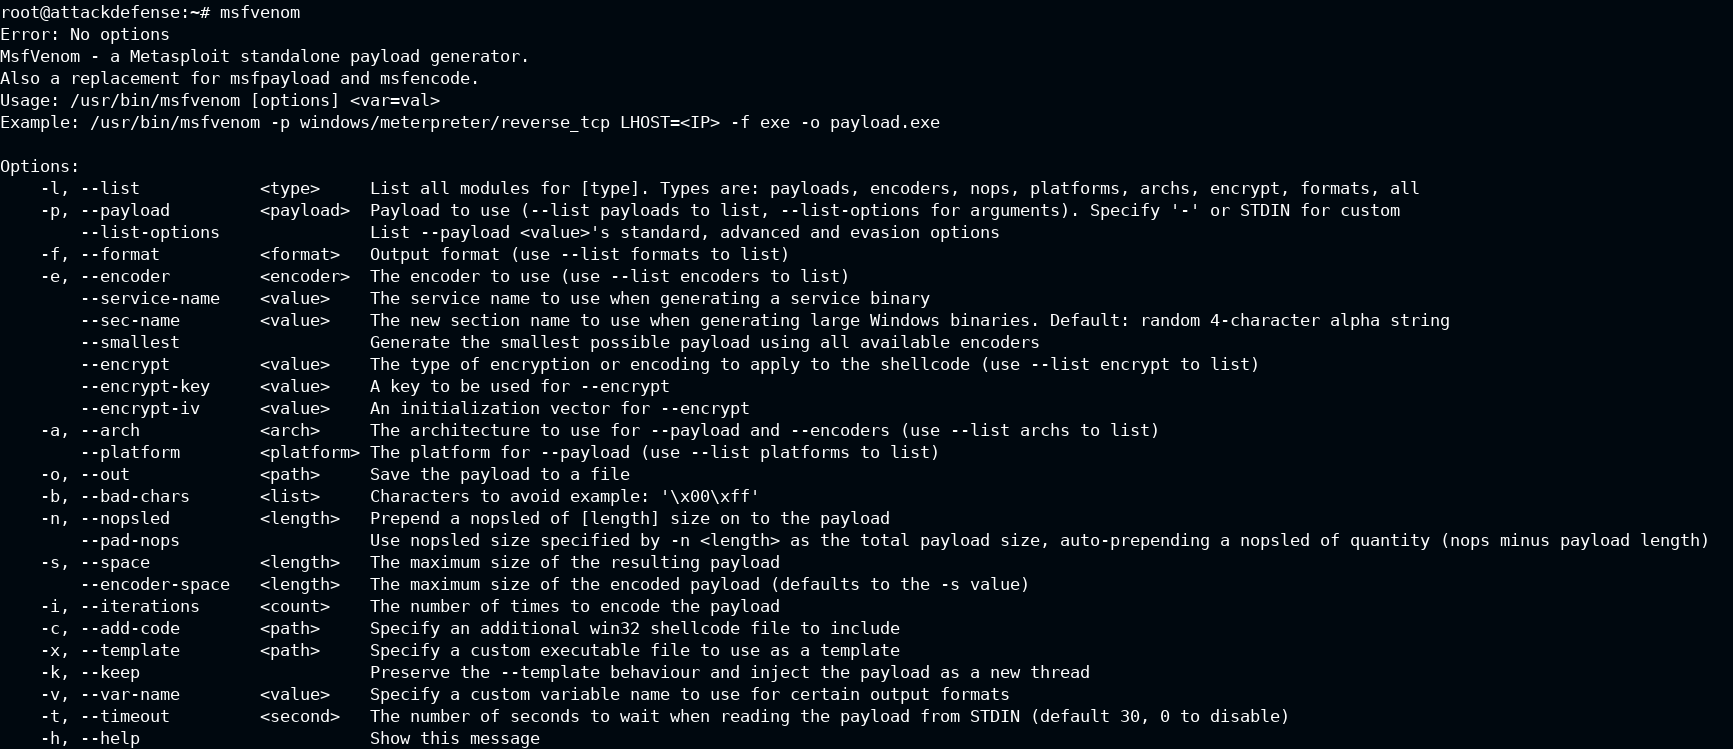 root@attackdefense:~# msfvenom
Error: No options
MsfVenom - a Metasploit standalone payload generator.
Also a replacement for msfpayload and msfencode.
Usage: /usr/bin/msfvenom [options] <var=val>
Example: /usr/bin/msfvenom -p windows/meterpreter/reverse_tcp LHOST=<IP> -f exe -o payload.exe

Options:
    -l, --list            <type>     List all modules for [type]. Types are: payloads, encoders, nops, platforms, archs, encrypt, formats, all
    -p, --payload         <payload>  Payload to use (--list payloads to list, --list-options for arguments). Specify '-' or STDIN for custom
        --list-options               List --payload <value>'s standard, advanced and evasion options
    -f, --format          <format>   Output format (use --list formats to list)
    -e, --encoder         <encoder>  The encoder to use (use --list encoders to list)
        --service-name    <value>    The service name to use when generating a service binary
        --sec-name        <value>    The new section name to use when generating large Windows binaries. Default: random 4-character alpha string
        --smallest                   Generate the smallest possible payload using all available encoders
        --encrypt         <value>    The type of encryption or encoding to apply to the shellcode (use --list encrypt to list)
        --encrypt-key     <value>    A key to be used for --encrypt
        --encrypt-iv      <value>    An initialization vector for --encrypt
    -a, --arch            <arch>     The architecture to use for --payload and --encoders (use --list archs to list)
        --platform        <platform> The platform for --payload (use --list platforms to list)
    -o, --out             <path>     Save the payload to a file
    -b, --bad-chars       <list>     Characters to avoid example: '\x00\xff'
    -n, --nopsled         <length>   Prepend a nopsled of [length] size on to the payload
        --pad-nops                   Use nopsled size specified by -n <length> as the total payload size, auto-prepending a nopsled of quantity (nops minus payload length)
    -s, --space           <length>   The maximum size of the resulting payload
        --encoder-space   <length>   The maximum size of the encoded payload (defaults to the -s value)
    -i, --iterations      <count>    The number of times to encode the payload
    -c, --add-code        <path>     Specify an additional win32 shellcode file to include
    -x, --template        <path>     Specify a custom executable file to use as a template
    -k, --keep                       Preserve the --template behaviour and inject the payload as a new thread
    -v, --var-name        <value>    Specify a custom variable name to use for certain output formats
    -t, --timeout         <second>   The number of seconds to wait when reading the payload from STDIN (default 30, 0 to disable)
    -h, --help                       Show this message